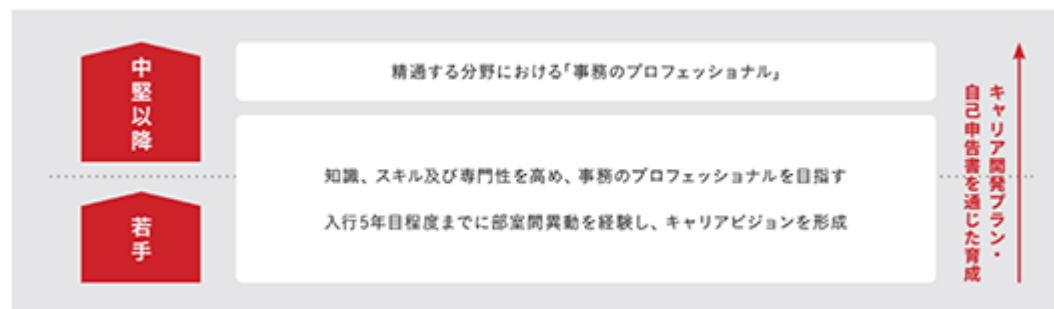 中堅以降
精通する分野における「事務のプロフェッショナル」
知識、スキル及び専門性を高め、事務のプロフェッショナルを目指す
入行5年目程度までに部室間異動を経験し、キャリアビジョンを形成
若手
キャリア開発プラン・
自己申告書を通じた育成